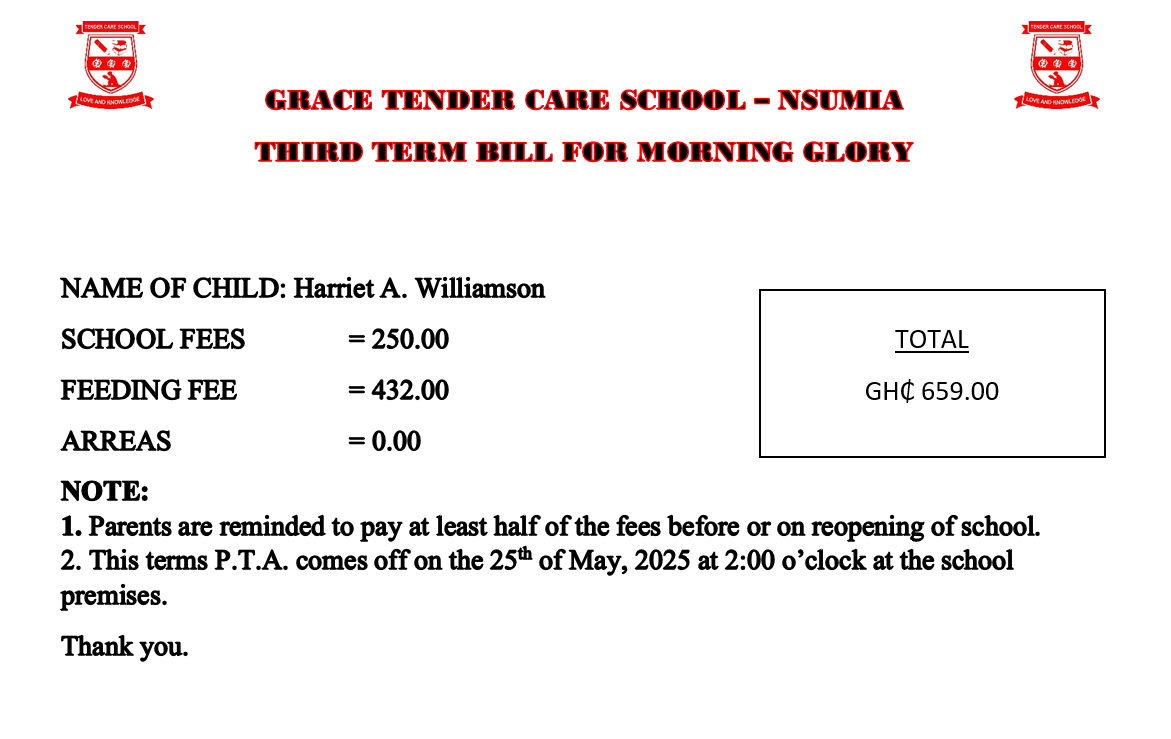 TENDER CARE SCHOOL
LOVE AND KNOWLEDGE
TENDER CARE SCHOOL
LOVE AND KNOWLEDGE
GRACE TENDER CARE SCHOOL – NSUMIA
THIRD TERM BILL FOR MORNING GLORY
NAME OF CHILD: Harriet A. Williamson
SCHOOL FEES = 250.00
FEEDING FEE = 432.00
ARREAS = 0.00
TOTAL
GH₵ 659.00
NOTE:
1. Parents are reminded to pay at least half of the fees before or on reopening of school.
2. This terms P.T.A. comes off on the 25th of May, 2025 at 2:00 o’clock at the school
premises.
Thank you.